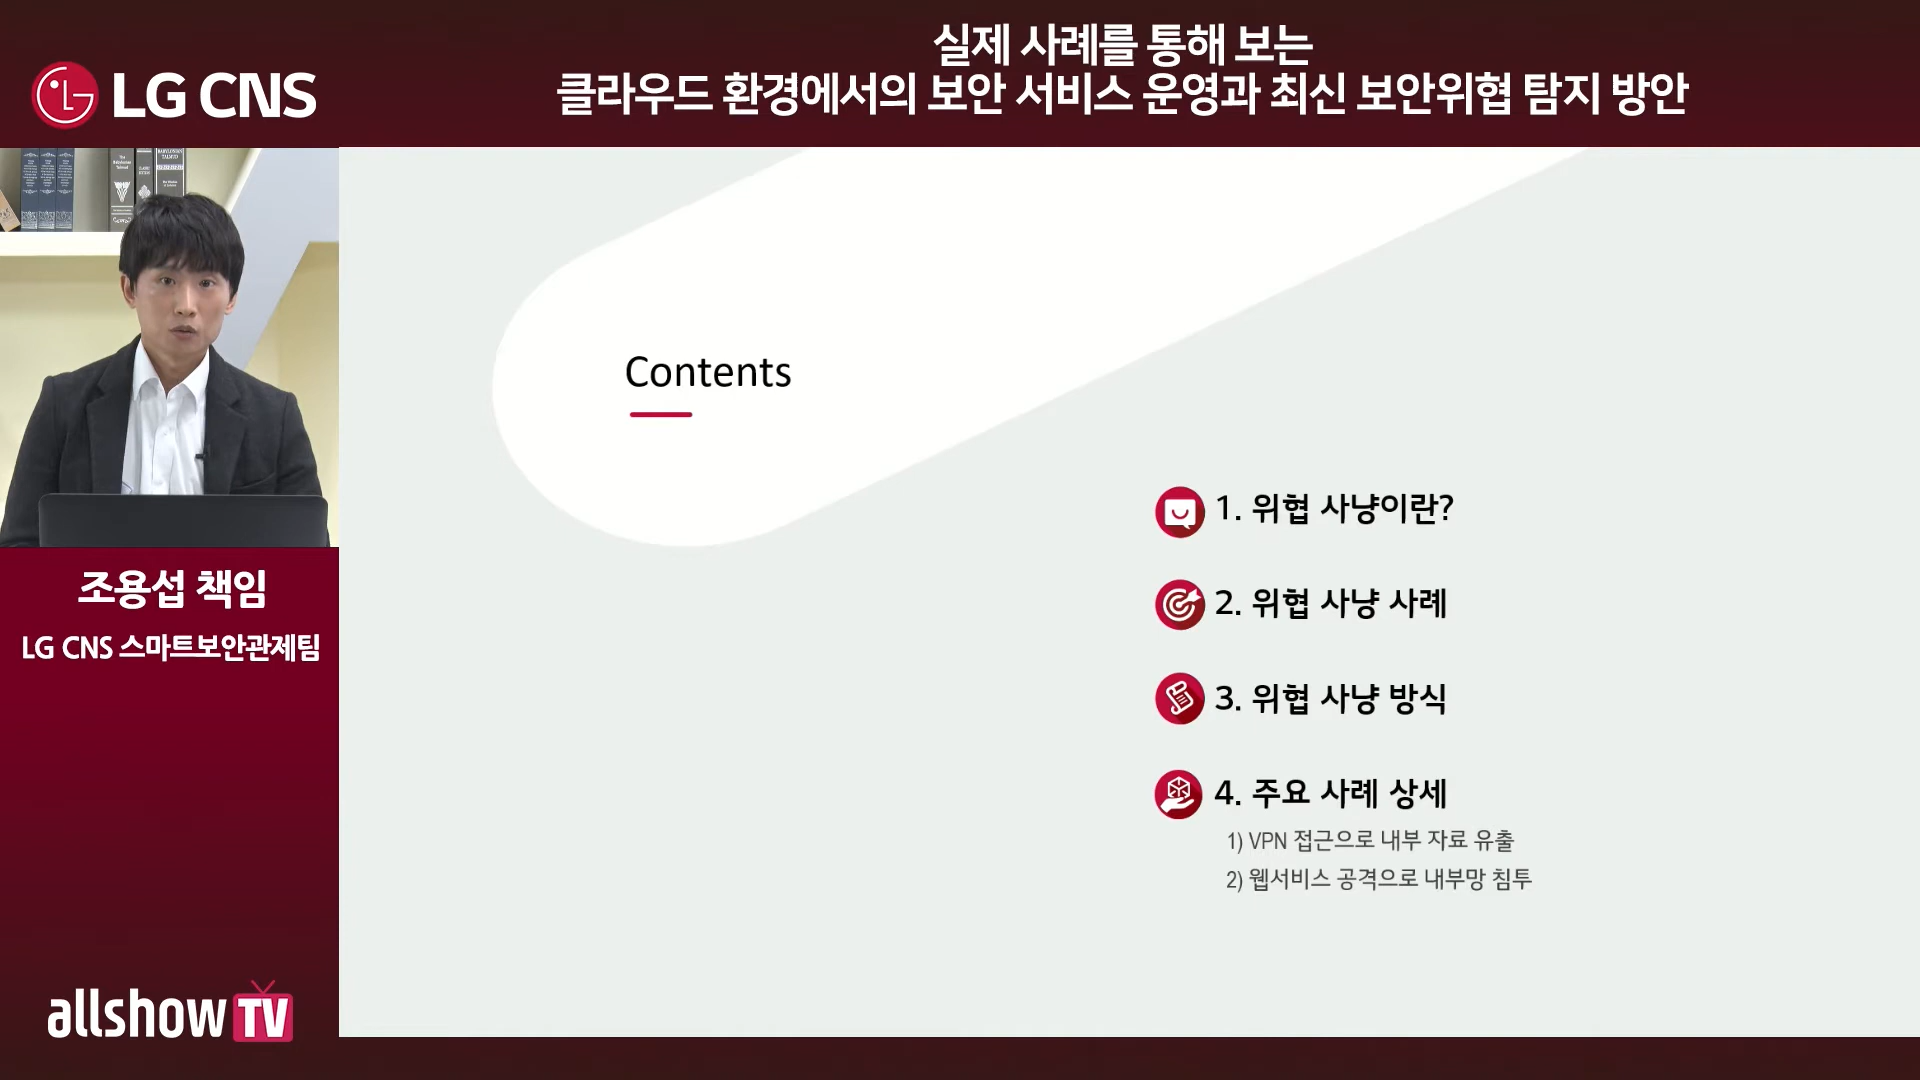 LG CNS
실제 사례를 통해 보는
클라우드 환경에서의 보안 서비스 운영과 최신 보안위협 탐지 방안
BABYLONIAN
TALMUD
Contents
1. 위협 사냥이란?
2. 위협 사냥 사례
3. 위협 사냥 방식
4. 주요 사례 상세
1) VPN 접근으로 내부 자료 유출
2) 웹서비스 공격으로 내부망 침투
조용섭 책임
LG CNS 스마트보안관제팀
allshow TV